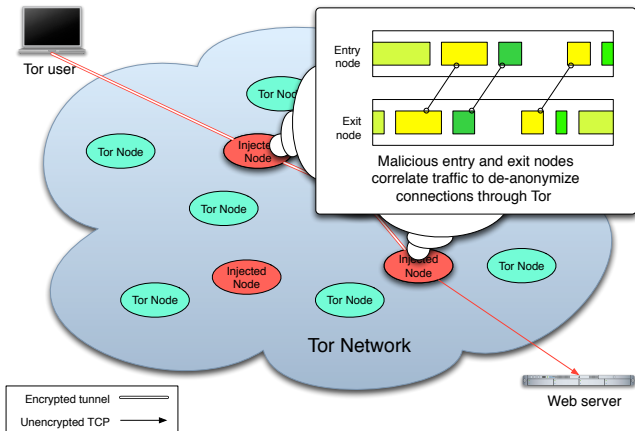 Tor user
Entry
node
Exit
node
Malicious entry and exit nodes
correlate traffic to de-anonymize
connections through Tor
Tor Node
Tor Node
Injected
Node
Tor Node
Injected
Node
Injected
Node
Tor Node
Tor Node
Tor Node
Tor Network
Web server
Encrypted tunnel
Unencrypted TCP